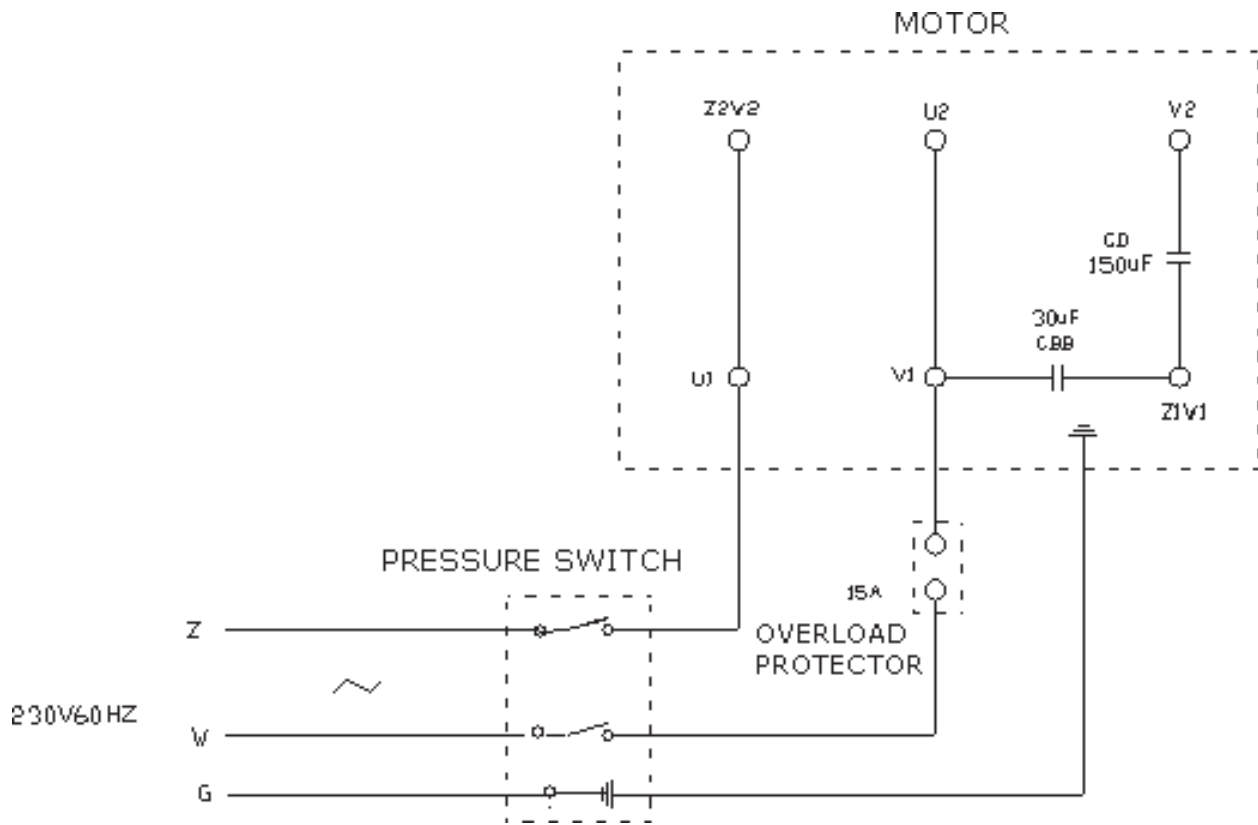 MOTOR
Z2V2
U2
V2
CD
150uF
30uF
CBB
U1
V1
Z1V1
PRESSURE SWITCH
15A
OVERLOAD
PROTECTOR
Z
230V60HZ
W
G